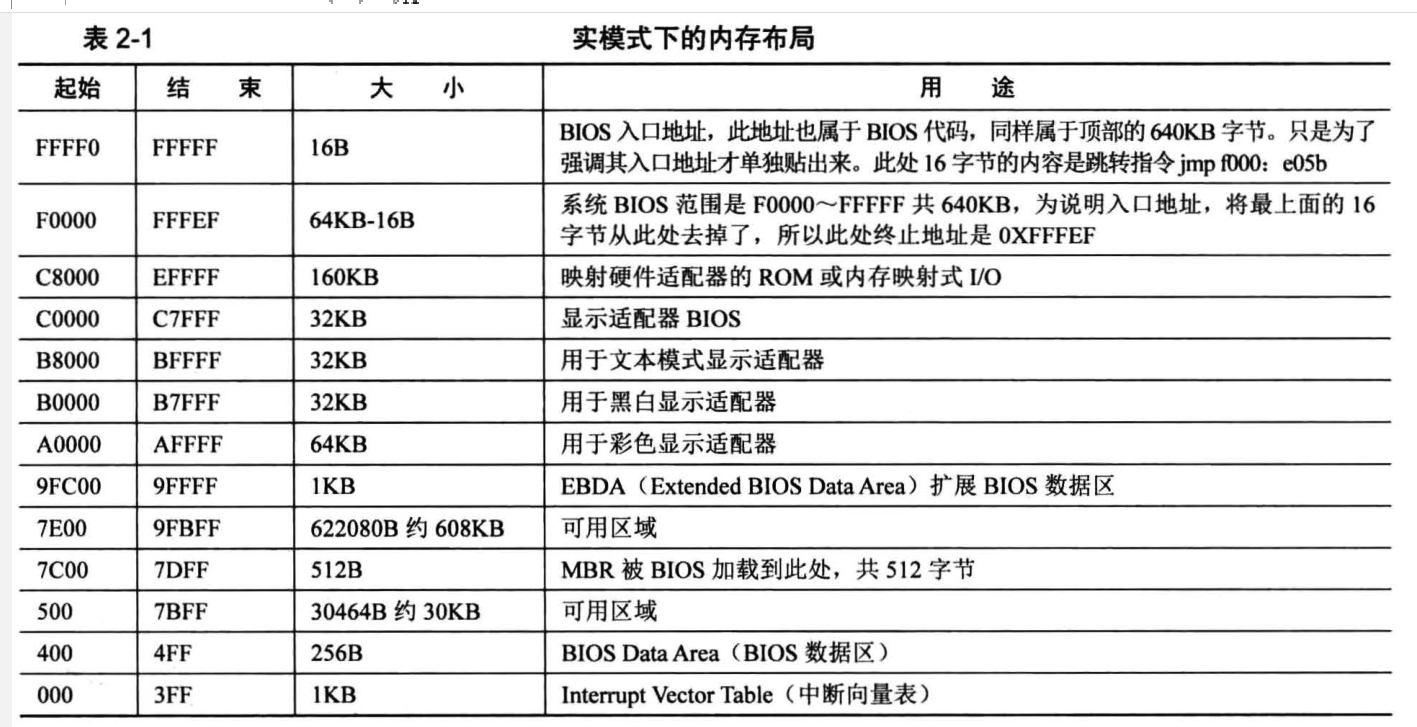 表 2-1 实模式下的内存布局
起始 结 束 大 小 用 途
FFFF0 FFFFF 16B BIOS 入口地址，此地址也属于 BIOS 代码，同样属于顶部的 640KB 字节。只是为了
强调其入口地址才单独贴出来。此处 16 字节的内容是跳转指令 jmp f000：e05b
F0000 FFFEF 64KB-16B 系统 BIOS 范围是 F0000～FFFFF 共 640KB，为说明入口地址，将最上面的 16
字节从此处去掉了，所以此处终止地址是 0XFFFEF
C8000 EFFFF 160KB 映射硬件适配器的 ROM 或内存映射式 I/O
C0000 C7FFF 32KB 显示适配器 BIOS
B8000 BFFFF 32KB 用于文本模式显示适配器
B0000 B7FFF 32KB 用于黑白显示适配器
A0000 AFFFF 64KB 用于彩色显示适配器
9FC00 9FFFF 1KB EBDA（Extended BIOS Data Area）扩展 BIOS 数据区
7E00 9FBFF 622080B 约 608KB 可用区域
7C00 7DFF 512B MBR 被 BIOS 加载到此处，共 512 字节
500 7BFF 30464B 约 30KB 可用区域
400 4FF 256B BIOS Data Area（BIOS 数据区）
000 3FF 1KB Interrupt Vector Table（中断向量表）